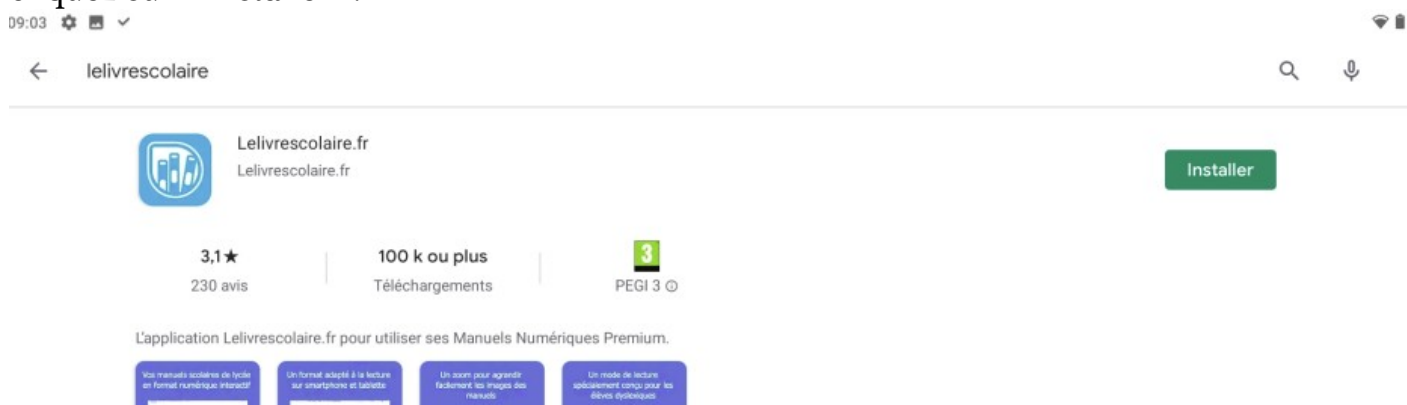 09:03
lelivrescolaire
Lelivrescolaire.fr
Lelivrescolaire.fr
Installer
3,1★
230 avis
100 k ou plus
Téléchargements
3
PEGI 3
L'application Lelivrescolaire.fr pour utiliser ses Manuels Numériques Premium.
Vos manuels scolaires de lycée
en format numérique interactif
Un format adapté à la lecture
sur smartphone et tablette
Un zoom pour agrandir
facilement les images des
manuels
Un mode de lecture
spécialement conçu pour les
élèves dyslexiques